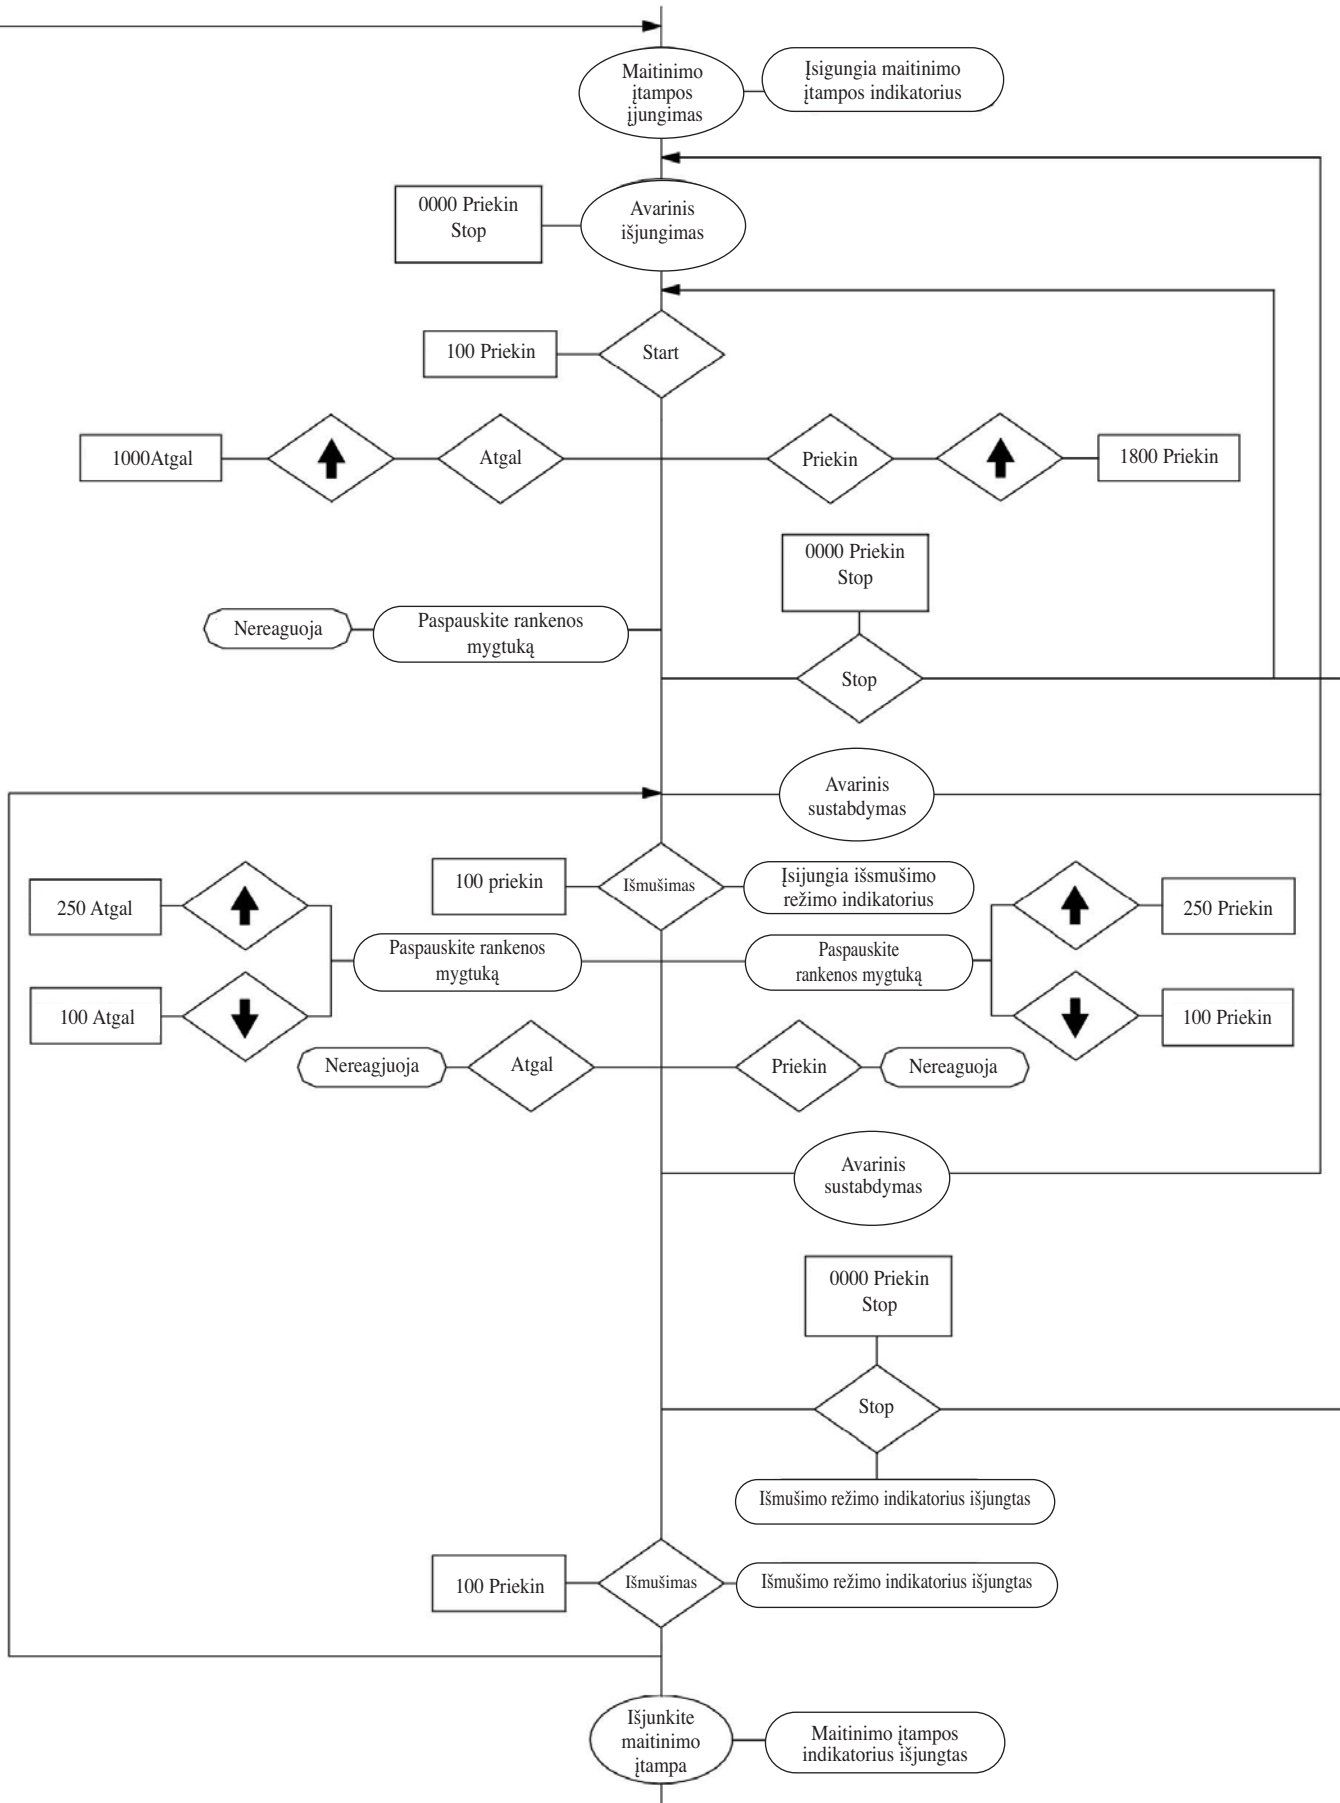 Maitinimo
įtampos
įjungimas
Įsigungia maitinimo
įtampos indikatorius
0000 Priekin
Stop
Avarinis
išjungimas
100 Priekin
Start
1000Atgal
Atgal
Priekin
1800 Priekin
0000 Priekin
Stop
Nereaguoja
Paspauskite rankenos
mygtuką
Stop
Avarinis
sustabdymas
100 priekin
Išmušimas
Įsijungia išsmušimo
režimo indikatorius
250 Atgal
250 Priekin
Paspauskite rankenos
mygtuką
Paspauskite
rankenos mygtuką
100 Atgal
100 Priekin
Nereagjuoja
Atgal
Priekin
Nereaguoja
Avarinis
sustabdymas
0000 Priekin
Stop
Stop
Išmušimo režimo indikatorius išjungtas
100 Priekin
Išmušimas
Išmušimo režimo indikatorius išjungtas
Išjunkite
maitinimo
įtampa
Maitinimo įtampos
indikatorius išjungtas